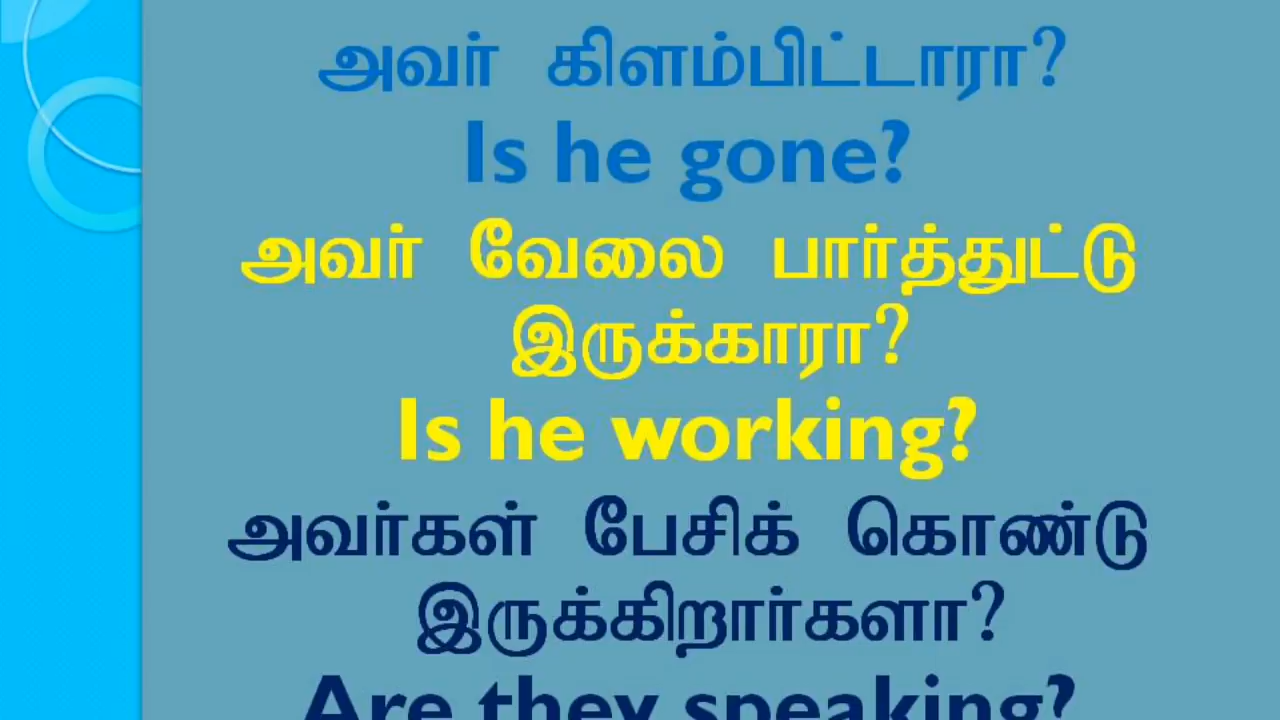 அவர் கிளம்பிட்டாரா?
Is he gone?
அவர் வேலை பார்த்துட்டு
இருக்காரா?
Is he working?
அவர்கள் பேசிக் கொண்டு
இருக்கிறார்களா?
Are they speaking?